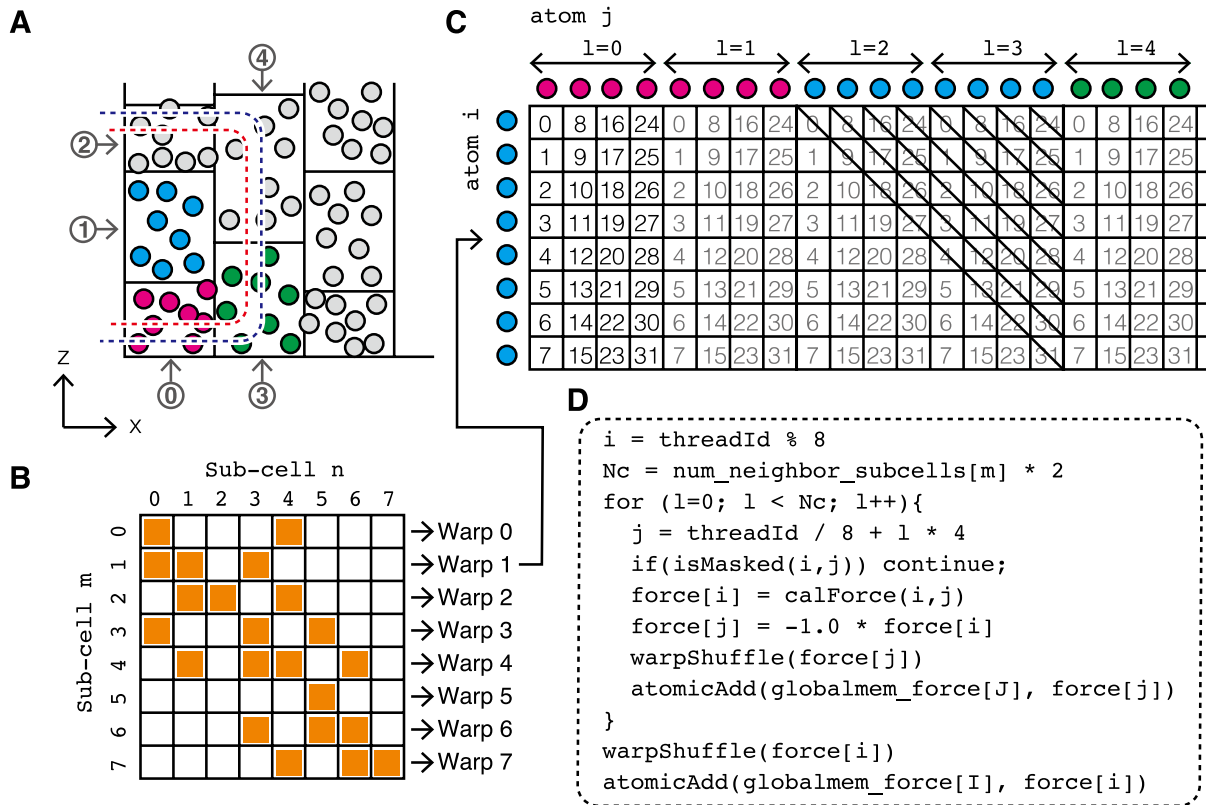 A
4
2
1
Z
X
0
3
B
Sub-cell n
0 1 2 3 4 5 6 7
Sub-cell m
0 → Warp 0
1 → Warp 1
2 → Warp 2
3 → Warp 3
4 → Warp 4
5 → Warp 5
6 → Warp 6
7 → Warp 7
C
atom j
l=0 l=1 l=2 l=3 l=4
atom i
0 8 16 24 0 8 16 24 0 8 16 24 0 8 16 24 0 8 16 24
1 9 17 25 1 9 17 25 1 9 17 25 1 9 17 25 1 9 17 25
2 10 18 26 2 10 18 26 2 10 18 26 2 10 18 26 2 10 18 26
3 11 19 27 3 11 19 27 3 11 19 27 3 11 19 27 3 11 19 27
4 12 20 28 4 12 20 28 4 12 20 28 4 12 20 28 4 12 20 28
5 13 21 29 5 13 21 29 5 13 21 29 5 13 21 29 5 13 21 29
6 14 22 30 6 14 22 30 6 14 22 30 6 14 22 30 6 14 22 30
7 15 23 31 7 15 23 31 7 15 23 31 7 15 23 31 7 15 23 31
D
i = threadId % 8
Nc = num_neighbor_subcells[m] * 2
for (l=0; l < Nc; l++){
j = threadId / 8 + l * 4
if(isMasked(i,j)) continue;
force[i] = calForce(i,j)
force[j] = -1.0 * force[i]
warpShuffle(force[j])
atomicAdd(globalmem_force[J], force[j])
}
warpShuffle(force[i])
atomicAdd(globalmem_force[I], force[i])